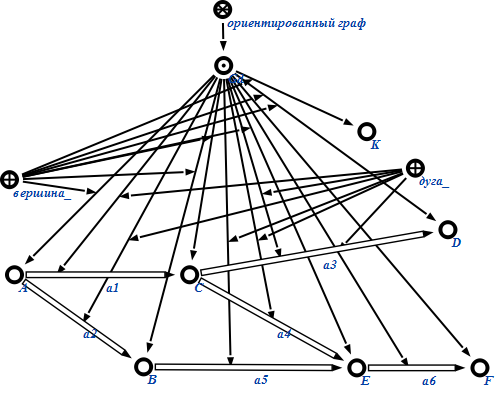 ориентированный граф
K
вершина_
дуга_
D
a3
A
a1
C
a2
a4
B
a5
E
a6
F